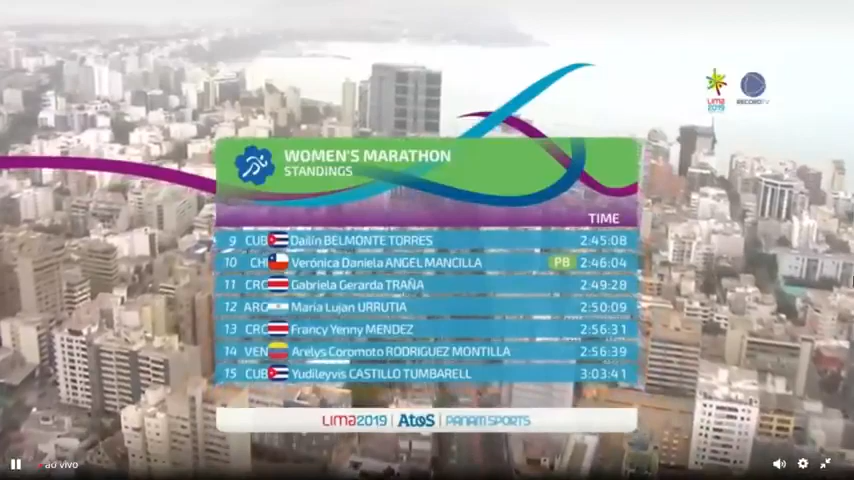 LIMA
2019
RECORDTV
WOMEN'S MARATHON
STANDINGS
TIME
9 CUB Dailín BELMONTE TORRES 2:45:08
10 CH Verónica Daniela ANGEL MANCILLA PB 2:46:04
11 CRC Gabriela Gerarda TRAÑA 2:49:28
12 ARG María Lujan URRUTIA 2:50:09
13 CRC Francy Yenny MENDEZ 2:56:31
14 VEN Arelys Coromoto RODRIGUEZ MONTILLA 2:56:39
15 CUB Yudileyvis CASTILLO TUMBARELL 3:03:41
LIMA2019 | Atos | PANAM SPORTS
ao vivo